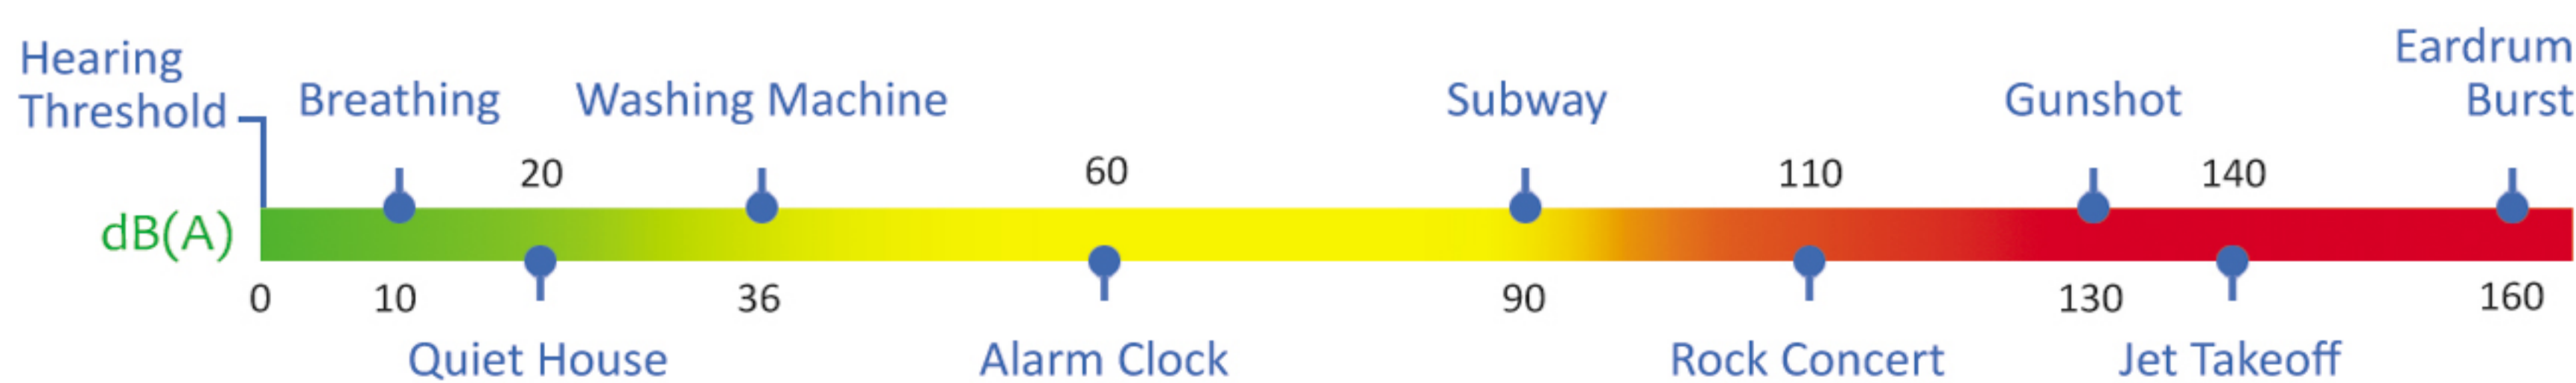 Hearing
Threshold
Breathing
Washing Machine
Subway
Gunshot
Eardrum
Burst
20
60
110
140
dB(A)
0
10
36
90
130
160
Quiet House
Alarm Clock
Rock Concert
Jet Takeoff